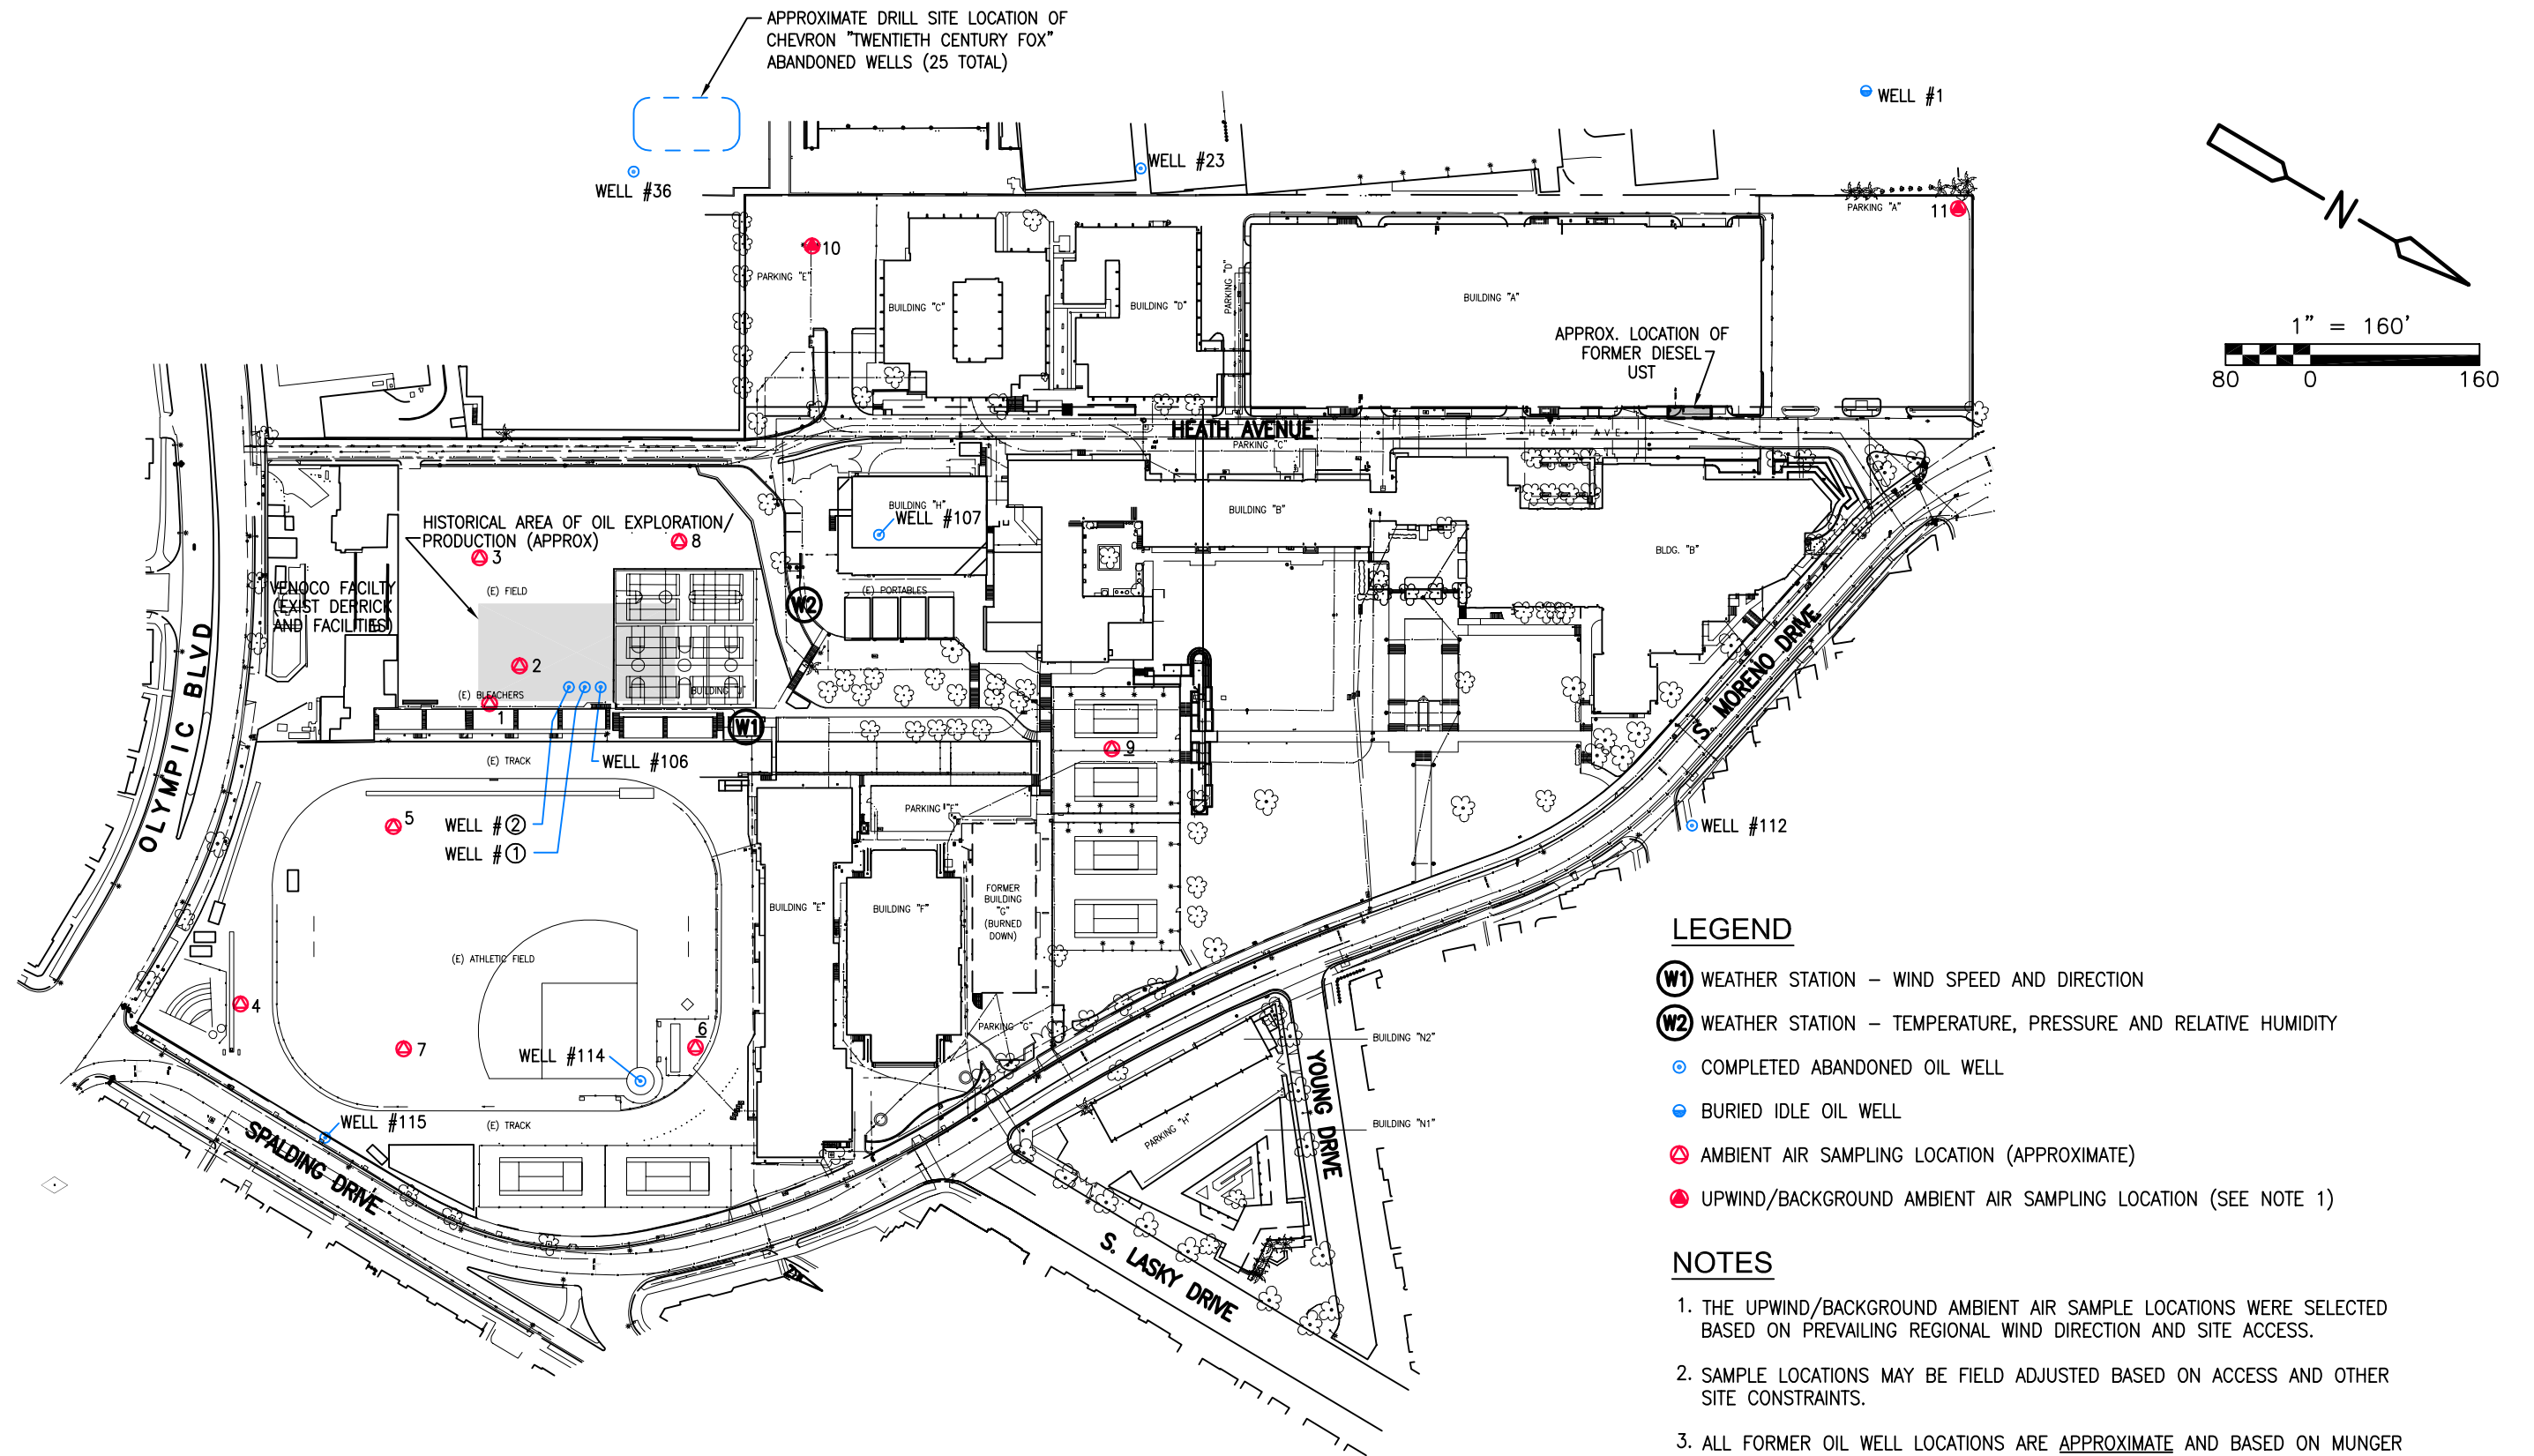 APPROXIMATE DRILL SITE LOCATION OF
CHEVRON "TWENTIETH CENTURY FOX"
ABANDONED WELLS (25 TOTAL)
WELL #1
WELL #23
WELL #36
11
PARKING "A"
10
PARKING "E"
BUILDING "C"
BUILDING "D"
PARKING "D"
BUILDING "A"
APPROX. LOCATION OF
FORMER DIESEL
UST
N
1" = 160'
80 0 160
HEATH AVENUE
HEATH AVE
PARKING "C"
HISTORICAL AREA OF OIL EXPLORATION/
PRODUCTION (APPROX)
3
8
BUILDING "H"
WELL #107
BUILDING "B"
BLDG. "B"
VENOCO FACILTY
(EXIST DERRICK
AND FACILITIES)
(E) FIELD
(E) PORTABLES
W2
2
(E) BLEACHERS
1
W1
WELL #106
(E) TRACK
9
OLYMPIC BLVD
S. MORENO DRIVE
5
WELL #②
WELL #①
PARKING "F"
WELL #112
BUILDING "E"
BUILDING "F"
FORMER
BUILDING
"G"
(BURNED
DOWN)
(E) ATHLETIC FIELD
4
7
6
WELL #114
PARKING "G"
WELL #115
(E) TRACK
SPALDING DRIVE
PARKING "H"
YOUNG DRIVE
BUILDING "N2"
BUILDING "N1"
S. LASKY DRIVE
LEGEND
W1 WEATHER STATION – WIND SPEED AND DIRECTION
W2 WEATHER STATION – TEMPERATURE, PRESSURE AND RELATIVE HUMIDITY
COMPLETED ABANDONED OIL WELL
BURIED IDLE OIL WELL
AMBIENT AIR SAMPLING LOCATION (APPROXIMATE)
UPWIND/BACKGROUND AMBIENT AIR SAMPLING LOCATION (SEE NOTE 1)
NOTES
1. THE UPWIND/BACKGROUND AMBIENT AIR SAMPLE LOCATIONS WERE SELECTED
BASED ON PREVAILING REGIONAL WIND DIRECTION AND SITE ACCESS.
2. SAMPLE LOCATIONS MAY BE FIELD ADJUSTED BASED ON ACCESS AND OTHER
SITE CONSTRAINTS.
3. ALL FORMER OIL WELL LOCATIONS ARE APPROXIMATE AND BASED ON MUNGER